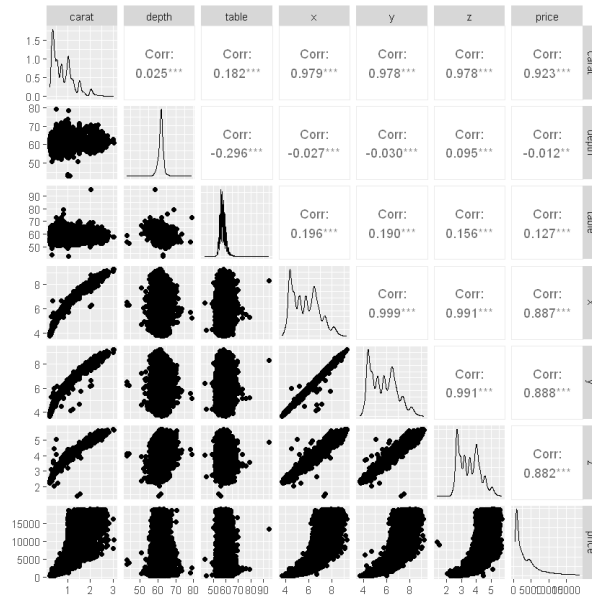 carat depth table x y z price
1.5
1.0
0.5
0.0
Corr: Corr: Corr: Corr: Corr: Corr:
0.025*** 0.182*** 0.979*** 0.978*** 0.978*** 0.923***
carat
80
70
60
50
Corr: Corr: Corr: Corr: Corr:
-0.296*** -0.027*** -0.030*** 0.095*** -0.012**
depth
90
80
70
60
50
Corr: Corr: Corr: Corr:
0.196*** 0.190*** 0.156*** 0.127***
table
8
6
4
Corr: Corr: Corr:
0.999*** 0.991*** 0.887***
x
8
6
4
Corr: Corr:
0.991*** 0.888***
y
5
4
3
2
Corr:
0.882***
z
15000
10000
5000
0
price
1 2 3 50 60 70 80 50 60 70 80 90 4 6 8 4 6 8 2 3 4 5 0 5000 10000 15000